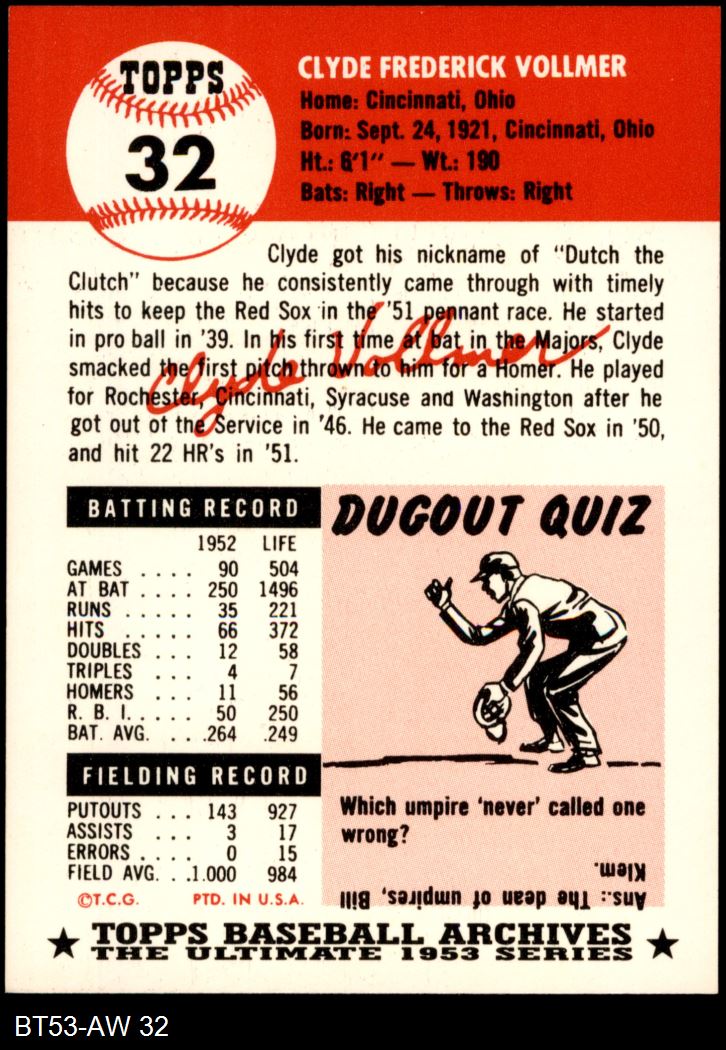 TOPPS
32
CLYDE FREDERICK VOLLMER
Home: Cincinnati, Ohio
Born: Sept. 24, 1921, Cincinnati, Ohio
Ht.: 6'1" — Wt.: 190
Bats: Right — Throws: Right
Clyde got his nickname of "Dutch the
Clutch" because he consistently came through with timely
hits to keep the Red Sox in the '51 pennant race. He started
in pro ball in '39. In his first time at bat in the Majors, Clyde
smacked the first pitch thrown to him for a Homer. He played
for Rochester, Cincinnati, Syracuse and Washington after he
got out of the Service in '46. He came to the Red Sox in '50,
and hit 22 HR's in '51.
Clyde Vollmer
BATTING RECORD
1952 LIFE
GAMES . . . . 90 504
AT BAT . . . . 250 1496
RUNS . . . . 35 221
HITS . . . . . 66 372
DOUBLES . . . 12 58
TRIPLES . . . 4 7
HOMERS . . . 11 56
R. B. I. . . . . 50 250
BAT. AVG. . . . .264 .249
FIELDING RECORD
PUTOUTS . . . 143 927
ASSISTS . . . 3 17
ERRORS . . . . 0 15
FIELD AVG. . .1.000 984
©T.C.G. PTD. IN U.S.A.
DUGOUT QUIZ
Which umpire 'never' called one
wrong?
Ans.: The dean of umpires, Bill
Klem.
★ TOPPS BASEBALL ARCHIVES ★
THE ULTIMATE 1953 SERIES
BT53-AW 32